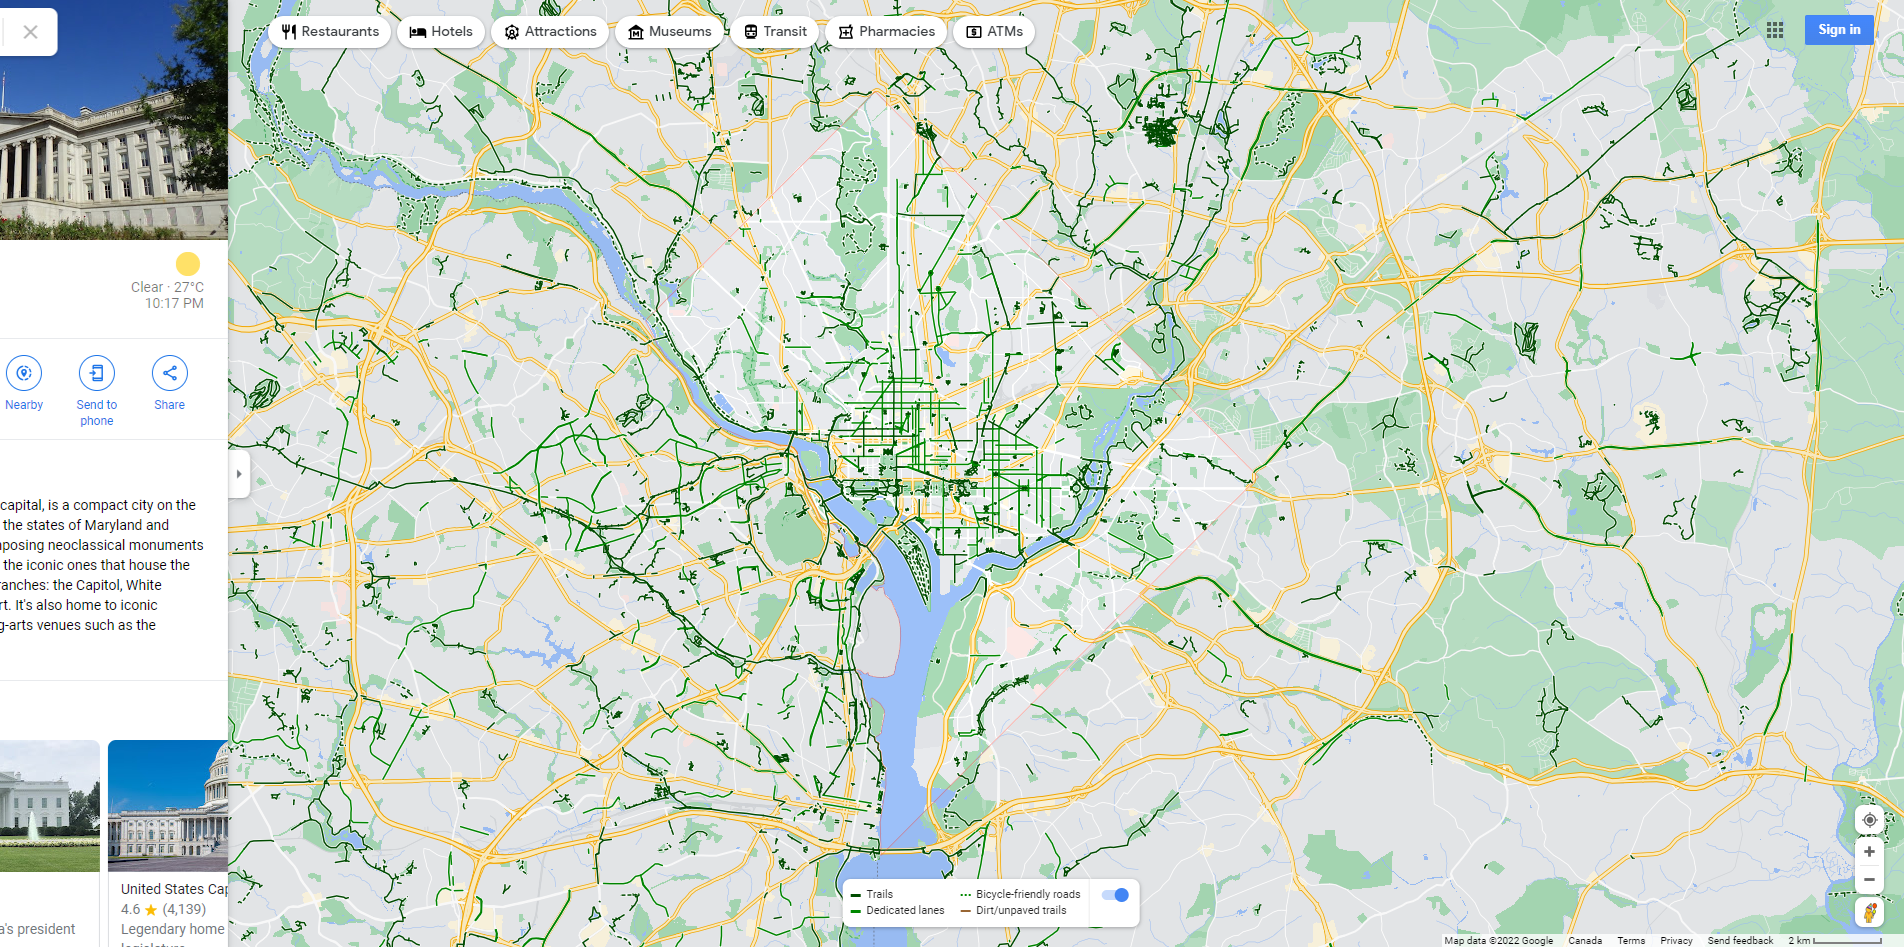 Restaurants
Hotels
Attractions
Museums
Transit
Pharmacies
ATMs
Sign in
Clear · 27°C
10:17 PM
Nearby
Send to
phone
Share
capital, is a compact city on the
the states of Maryland and
posing neoclassical monuments
the iconic ones that house the
ranches: the Capitol, White
rt. It's also home to iconic
g-arts venues such as the
United States Cap
4.6 (4,139)
Legendary home
a's president
Trails
Bicycle-friendly roads
Dedicated lanes
Dirt/unpaved trails
Map data ©2022 Google
Canada
Terms
Privacy
Send feedback
2 km